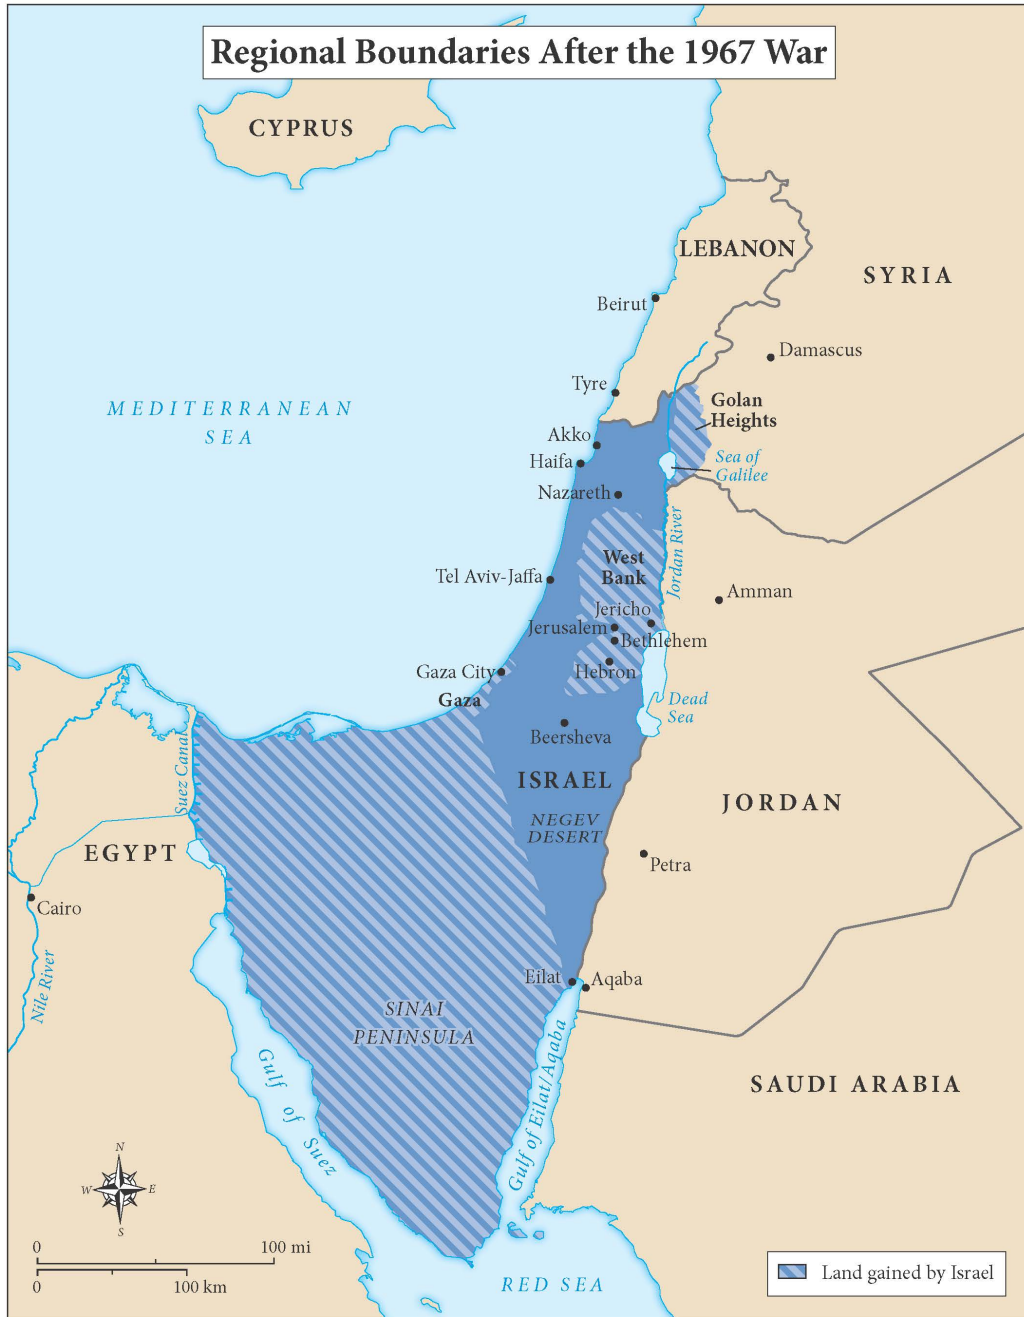 Regional Boundaries After the 1967 War
CYPRUS
LEBANON
SYRIA
Beirut
Damascus
Tyre
MEDITERRANEAN
SEA
Golan
Heights
Akko
Haifa
Sea of
Galilee
Nazareth
Jordan River
West
Bank
Tel Aviv-Jaffa
Amman
Jericho
Jerusalem
Bethlehem
Gaza City
Hebron
Gaza
Dead
Sea
Beersheva
Suez Canal
ISRAEL
JORDAN
NEGEV
DESERT
EGYPT
Petra
Cairo
Nile River
Eilat
Aqaba
SINAI
PENINSULA
Gulf of Suez
Gulf of Eilat/Aqaba
SAUDI ARABIA
N
W
E
S
0
100 mi
0
100 km
RED SEA
Land gained by Israel